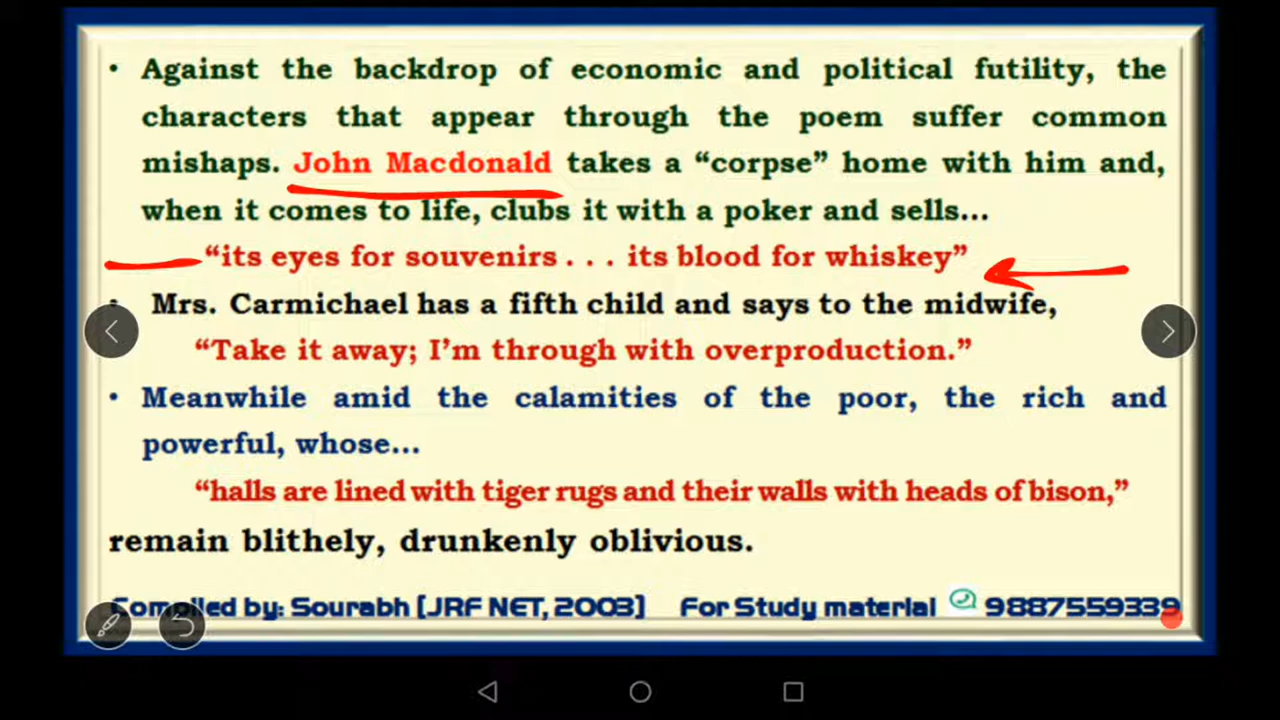 • Against the backdrop of economic and political futility, the
characters that appear through the poem suffer common
mishaps. John Macdonald takes a “corpse” home with him and,
when it comes to life, clubs it with a poker and sells...
“its eyes for souvenirs . . . its blood for whiskey”
• Mrs. Carmichael has a fifth child and says to the midwife,
“Take it away; I’m through with overproduction.”
• Meanwhile amid the calamities of the poor, the rich and
powerful, whose...
“halls are lined with tiger rugs and their walls with heads of bison,”
remain blithely, drunkenly oblivious.
Compiled by: Sourabh [JRF NET, 2003] For Study material 9887559339